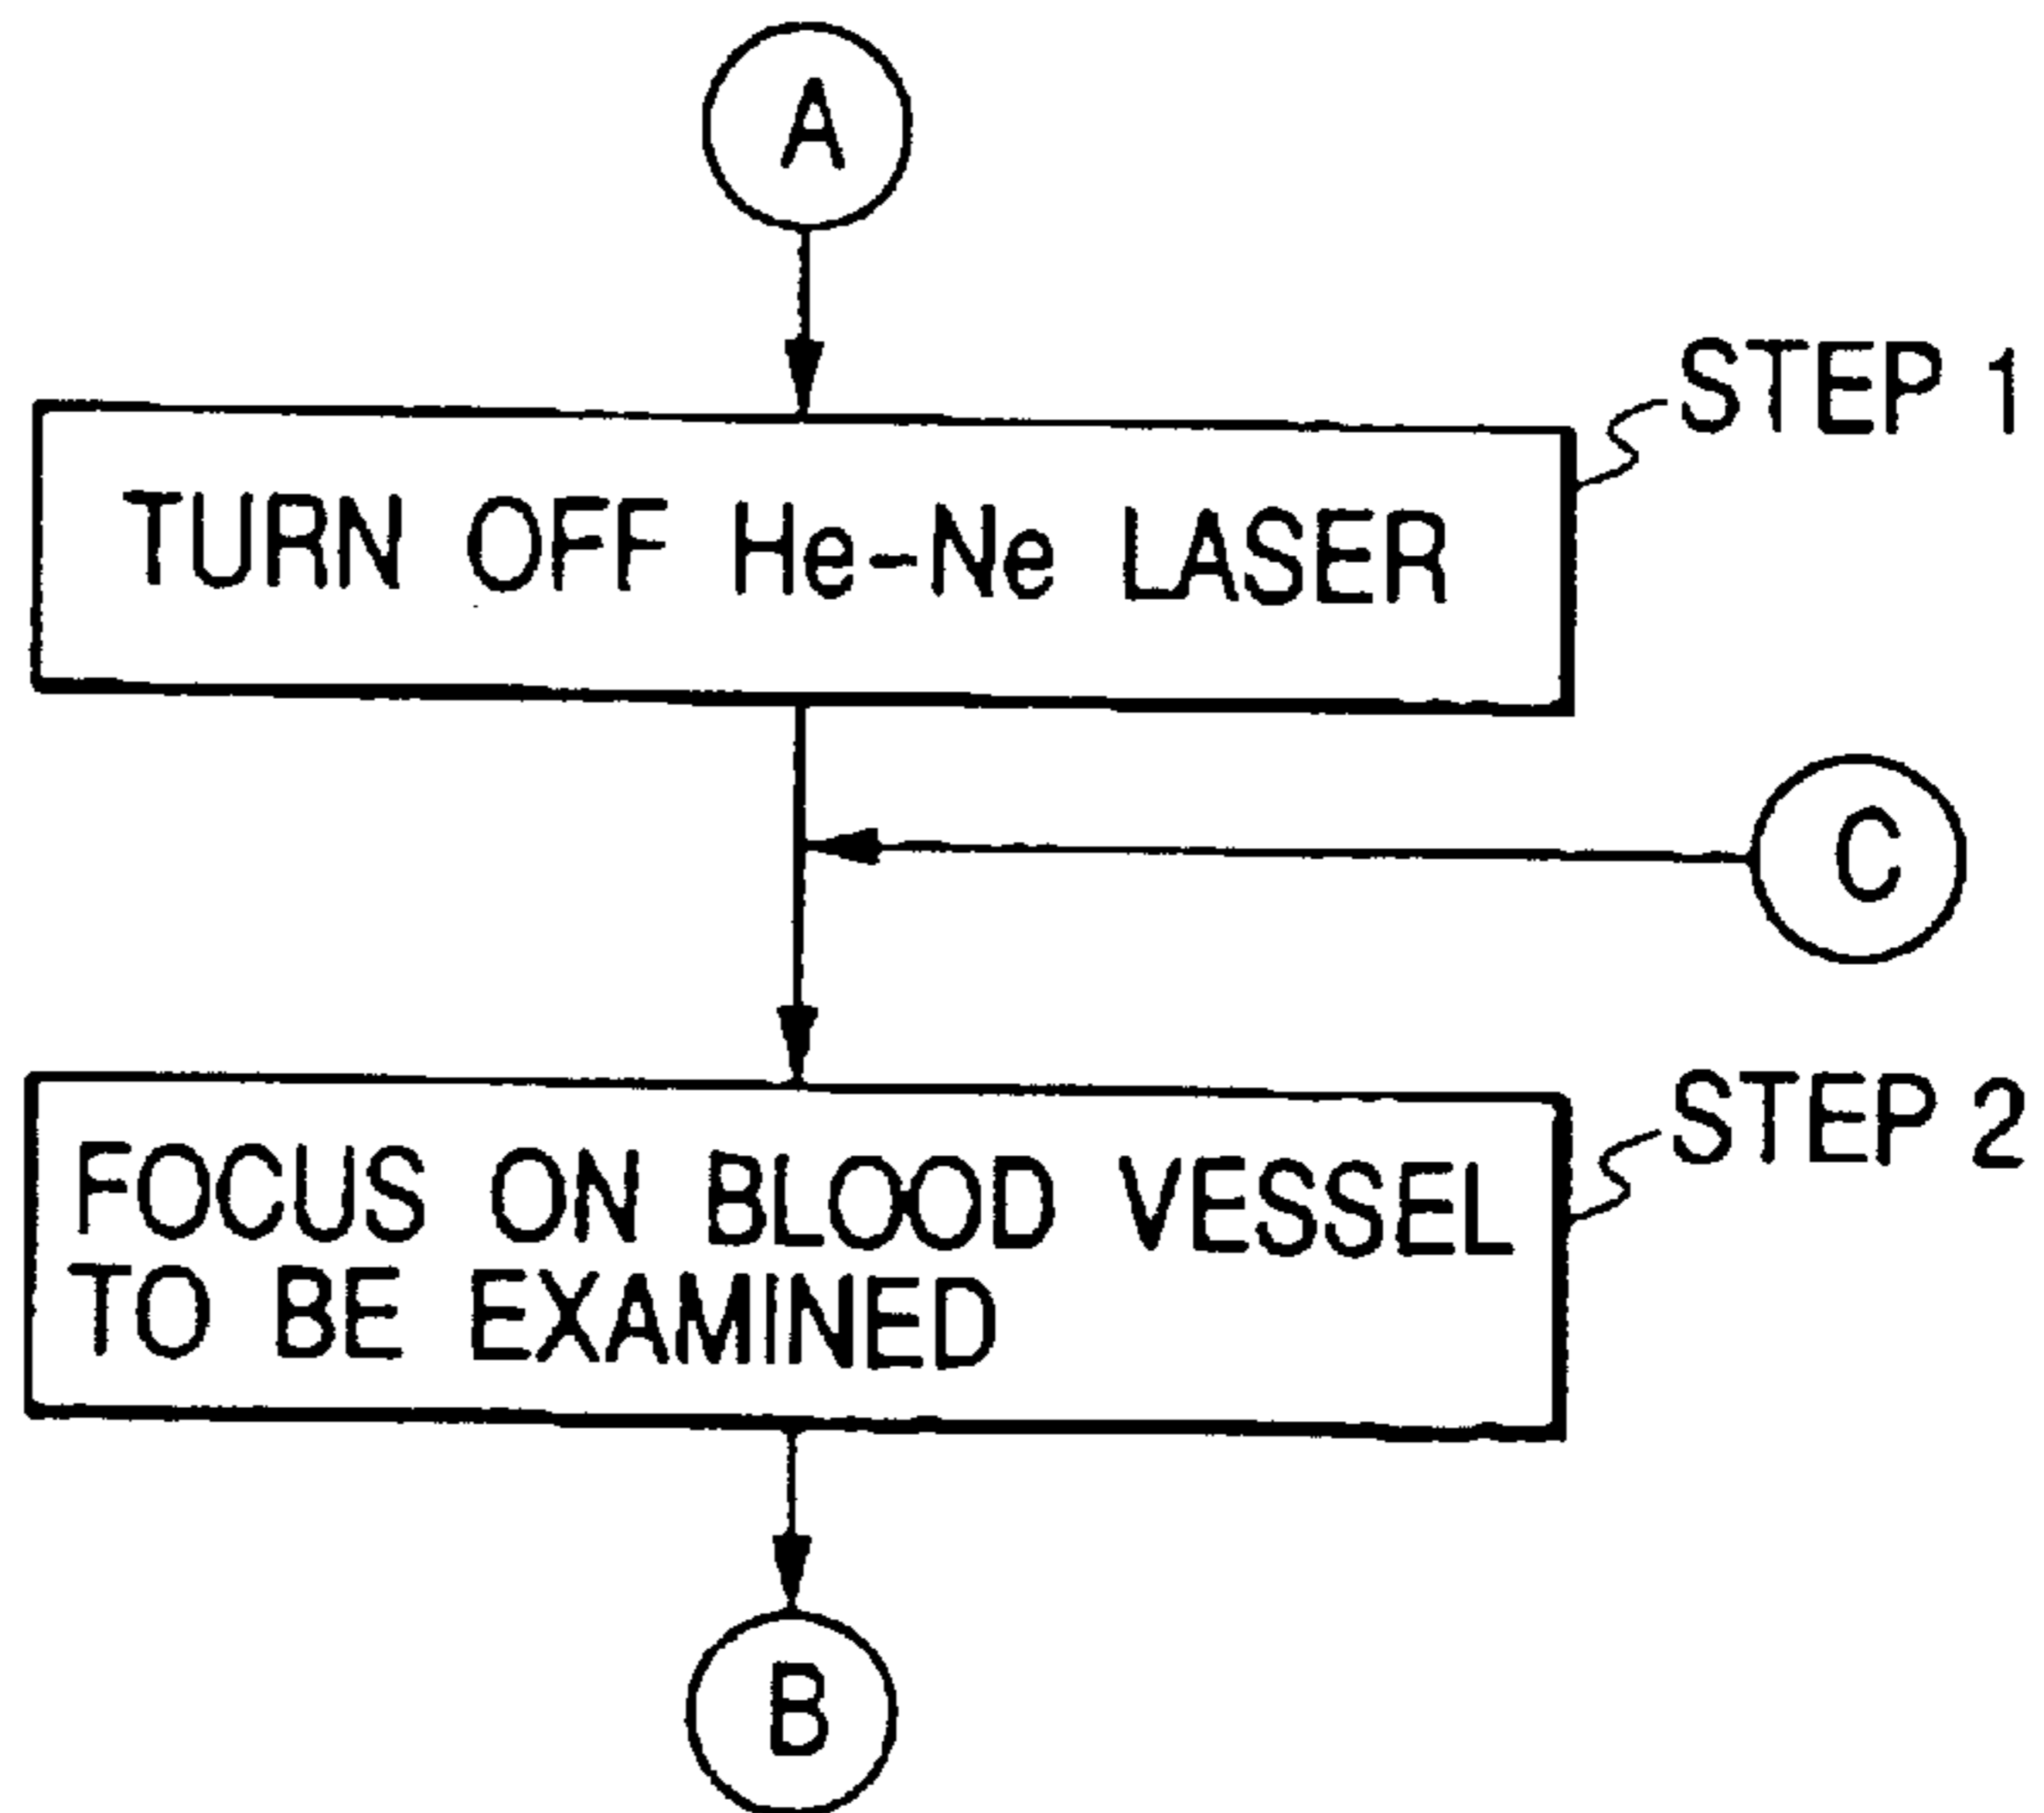 A
STEP 1
TURN OFF He-Ne LASER
C
STEP 2
FOCUS ON BLOOD VESSEL
TO BE EXAMINED
B